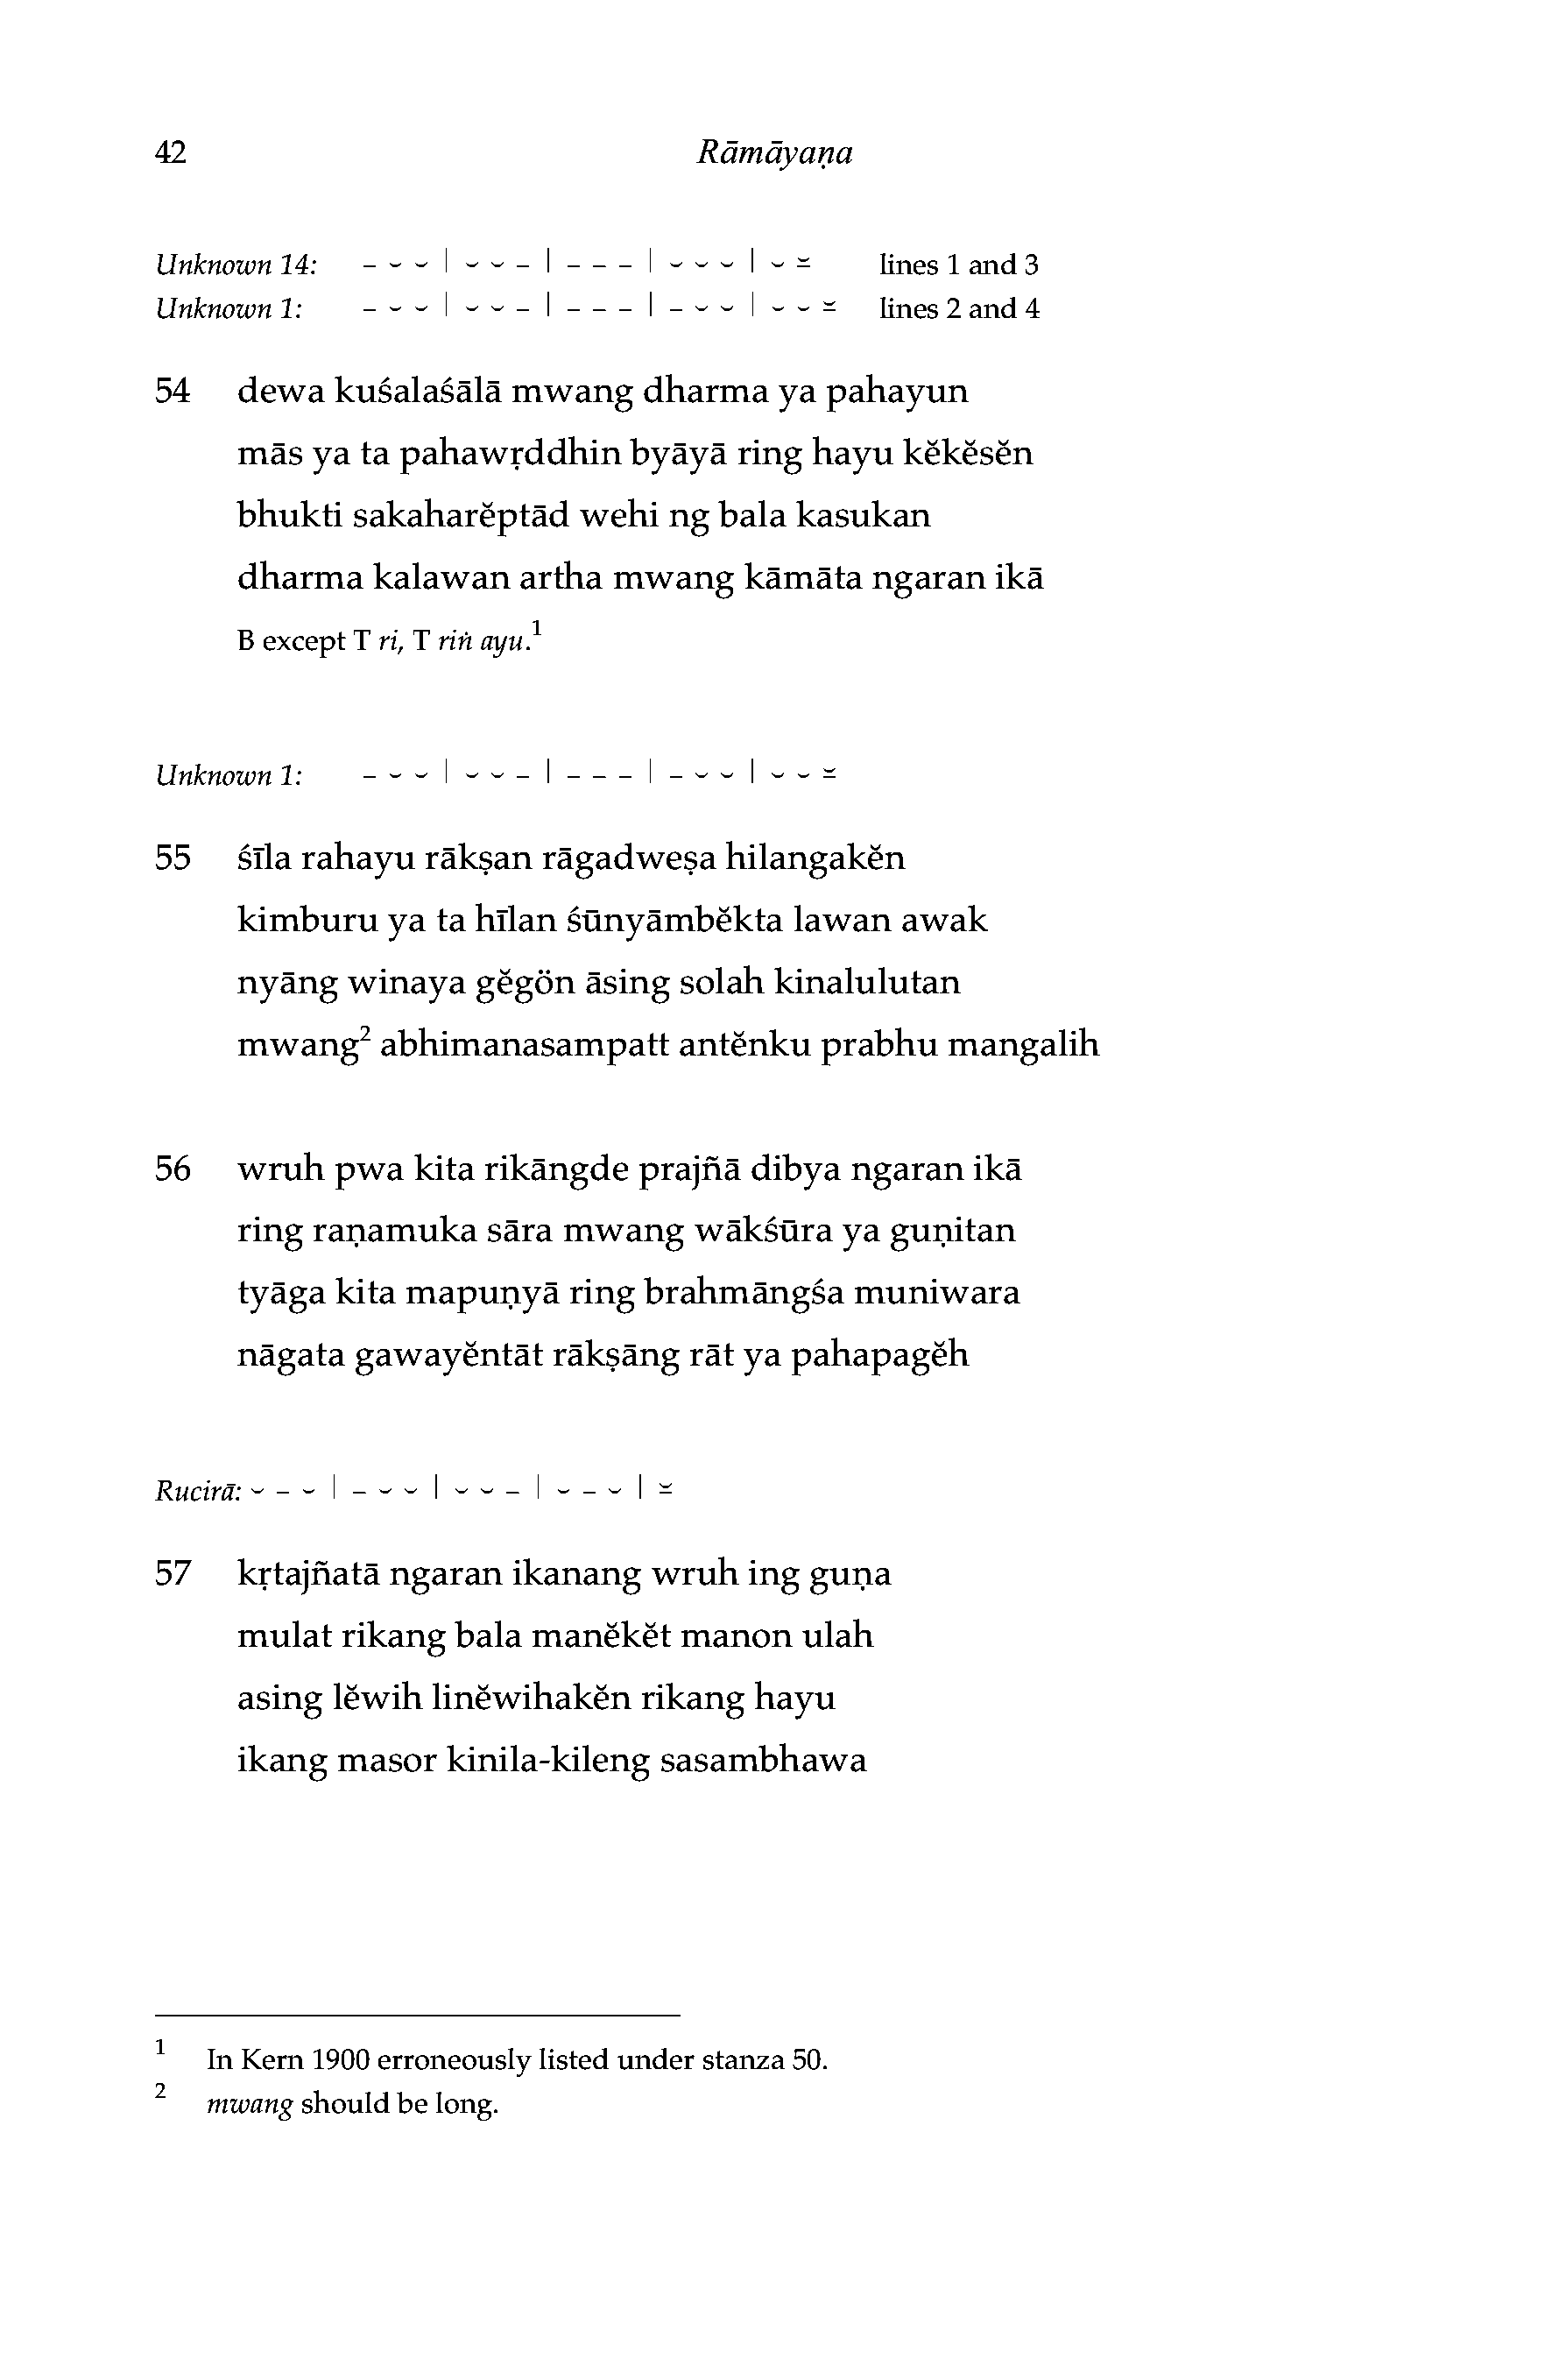 42 Rāmāyaṇa
Unknown 14: – ⏑ ⏑ | ⏑ ⏑ – | – – – | ⏑ ⏑ ⏑ | ⏑ ⏓ lines 1 and 3
Unknown 1: – ⏑ ⏑ | ⏑ ⏑ – | – – – | – ⏑ ⏑ | ⏑ ⏑ ⏓ lines 2 and 4
54 dewa kuśalaśālā mwang dharma ya pahayun
mās ya ta pahawṛddhin byāyā ring hayu kĕkĕsĕn
bhukti sakaharĕptād wehi ng bala kasukan
dharma kalawan artha mwang kāmāta ngaran ikā
B except T ri, T riṅ ayu.¹
Unknown 1: – ⏑ ⏑ | ⏑ ⏑ – | – – – | – ⏑ ⏑ | ⏑ ⏑ ⏓
55 śīla rahayu rākṣan rāgadweṣa hilangakĕn
kimburu ya ta hīlan śūnyāmbĕkta lawan awak
nyāng winaya gĕgön āsing solah kinalulutan
mwang² abhimanasampatt antĕnku prabhu mangalih
56 wruh pwa kita rikāngde prajñā dibya ngaran ikā
ring raṇamuka sāra mwang wākśūra ya guṇitan
tyāga kita mapuṇyā ring brahmāngśa muniwara
nāgata gawayĕntāt rākṣāng rāt ya pahapagĕh
Rucirā: ⏑ – ⏑ | – ⏑ ⏑ | ⏑ ⏑ – | ⏑ – ⏑ | ⏓
57 kṛtajñatā ngaran ikanang wruh ing guṇa
mulat rikang bala manĕkĕt manon ulah
asing lĕwih linĕwihakĕn rikang hayu
ikang masor kinila-kileng sasambhawa
1 In Kern 1900 erroneously listed under stanza 50.
2 mwang should be long.